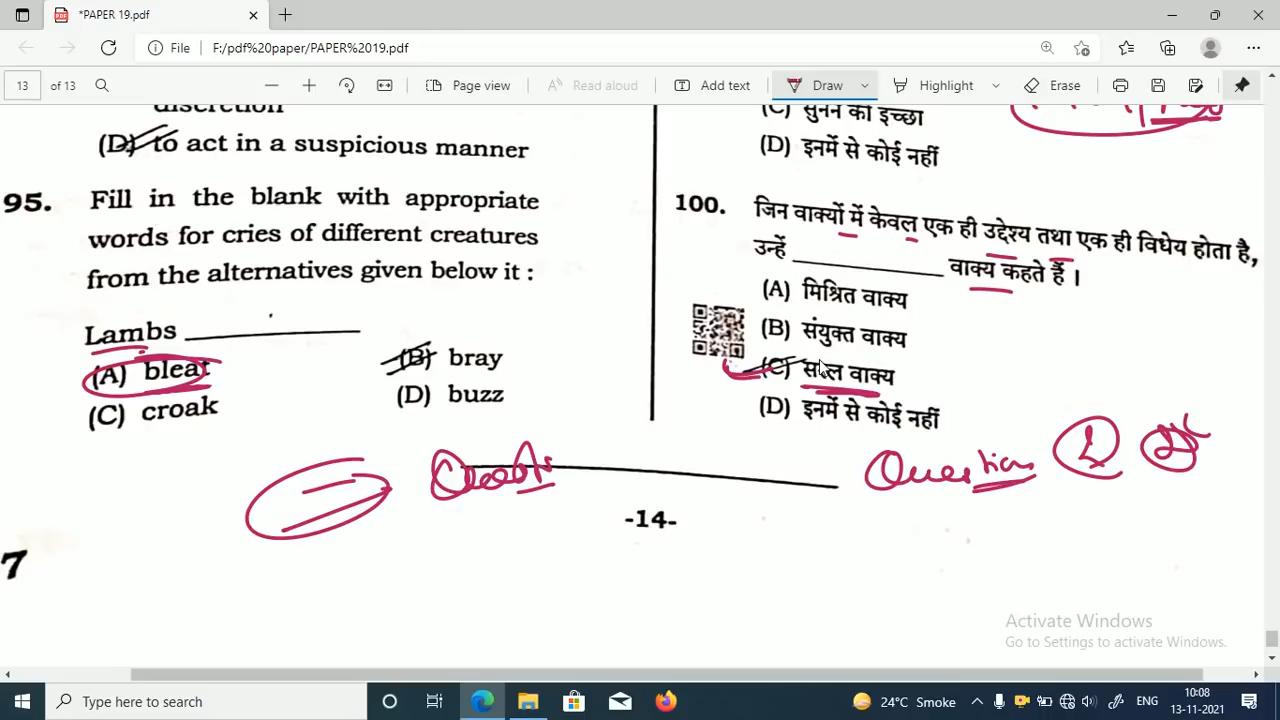 *PAPER 19.pdf
File F:/pdf%20paper/PAPER%2019.pdf
13 of 13 Page view Read aloud Add text Draw Highlight Erase
discretion
(D) to act in a suspicious manner
95. Fill in the blank with appropriate
words for cries of different creatures
from the alternatives given below it :
Lambs
(A) bleat
(B) bray
(C) croak
(D) buzz
(C) सुनने की इच्छा
(D) इनमें से कोई नहीं
100. जिन वाक्यों में केवल एक ही उद्देश्य तथा एक ही विधेय होता है,
उन्हें ____________ वाक्य कहते हैं ।
(A) मिश्रित वाक्य
(B) संयुक्त वाक्य
(C) सरल वाक्य
(D) इनमें से कोई नहीं
Question
-14-
7
Activate Windows
Go to Settings to activate Windows.
Type here to search
24°C Smoke
ENG
10:08
13-11-2021